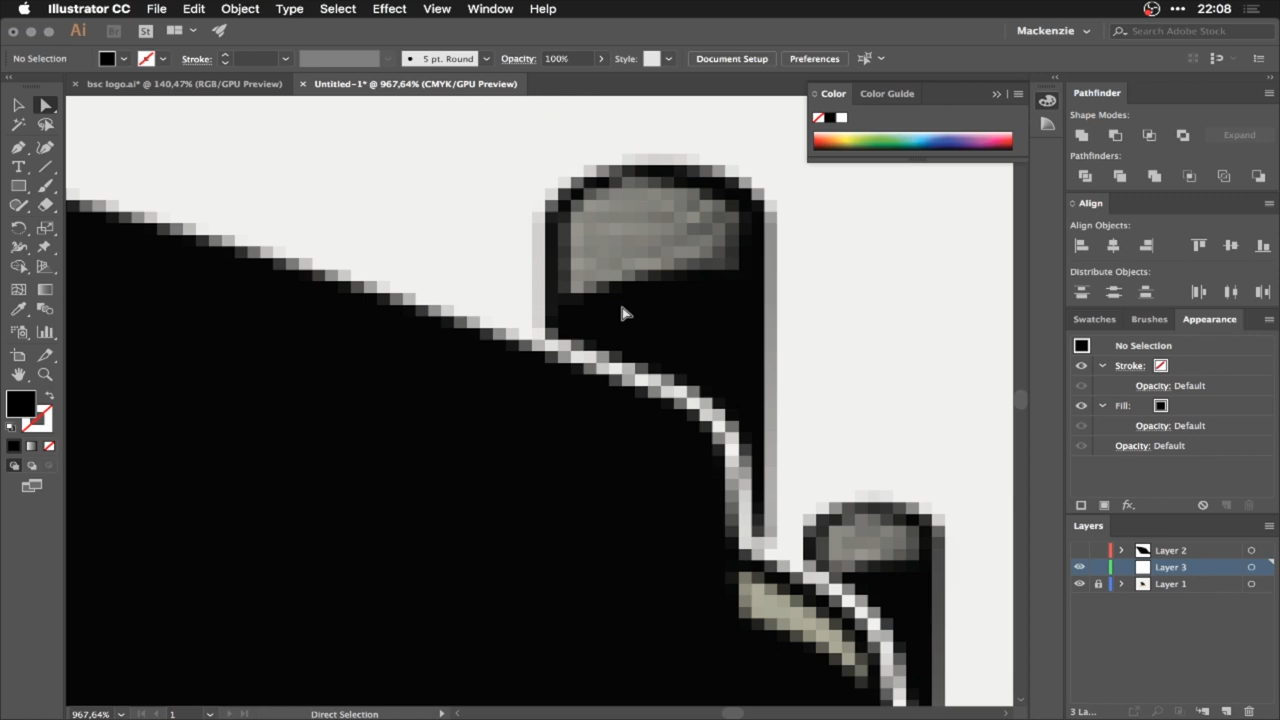 Illustrator CC File Edit Object Type Select Effect View Window Help 22:08
Ai Br St Mackenzie Search Adobe Stock
No Selection Stroke: 5 pt. Round Opacity: 100% Style: Document Setup Preferences
bsc logo.ai* @ 140,47% (RGB/GPU Preview) Untitled-1* @ 967,64% (CMYK/GPU Preview)
Color Color Guide
Pathfinder
Shape Modes:
Expand
Pathfinders:
Align
Align Objects:
Distribute Objects:
Swatches Brushes Appearance
No Selection
Stroke:
Opacity: Default
Fill:
Opacity: Default
Opacity: Default
fx
Layers
Layer 2
Layer 3
Layer 1
3 La...
967,64% 1 Direct Selection